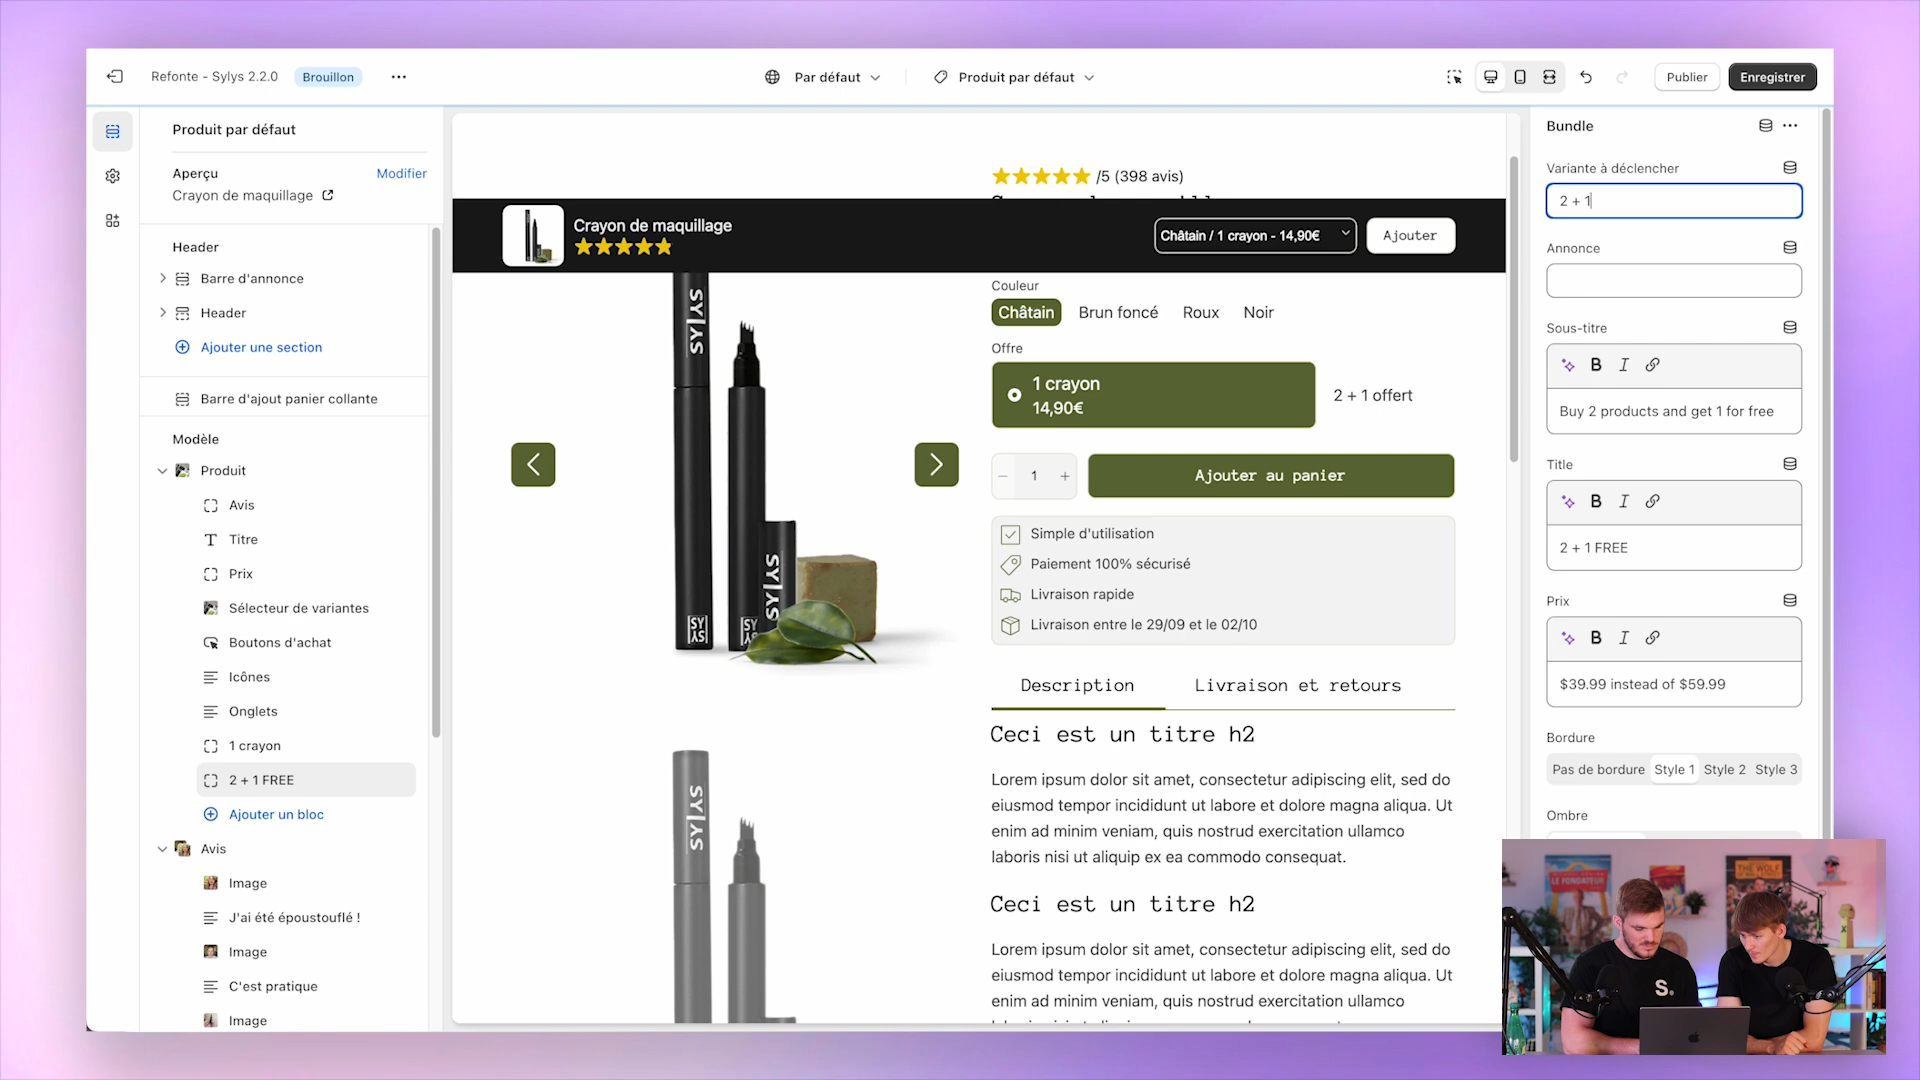 Refonte - Sylys 2.2.0
Brouillon
Par défaut
Produit par défaut
Publier
Enregistrer
Produit par défaut
Aperçu
Modifier
Crayon de maquillage
Header
Barre d'annonce
Header
Ajouter une section
Barre d'ajout panier collante
Modèle
Produit
Avis
Titre
Prix
Sélecteur de variantes
Boutons d'achat
Icônes
Onglets
1 crayon
2 + 1 FREE
Ajouter un bloc
Avis
Image
J'ai été époustouflé !
Image
C'est pratique
Image
/5 (398 avis)
Crayon de maquillage
Châtain / 1 crayon - 14,90€
Ajouter
Couleur
Châtain
Brun foncé
Roux
Noir
Offre
1 crayon
14,90€
2 + 1 offert
1
Ajouter au panier
Simple d'utilisation
Paiement 100% sécurisé
Livraison rapide
Livraison entre le 29/09 et le 02/10
Description
Livraison et retours
Ceci est un titre h2
Lorem ipsum dolor sit amet, consectetur adipiscing elit, sed do
eiusmod tempor incididunt ut labore et dolore magna aliqua. Ut
enim ad minim veniam, quis nostrud exercitation ullamco
laboris nisi ut aliquip ex ea commodo consequat.
Ceci est un titre h2
Lorem ipsum dolor sit amet, consectetur adipiscing elit, sed do
eiusmod tempor incididunt ut labore et dolore magna aliqua. Ut
enim ad minim veniam, quis nostrud exercitation ullamco
SY|YS
SY|YS
SY|YS
Bundle
Variante à déclencher
2 + 1
Annonce
Sous-titre
B I
Buy 2 products and get 1 for free
Title
B I
2 + 1 FREE
Prix
B I
$39.99 instead of $59.99
Bordure
Pas de bordure
Style 1
Style 2
Style 3
Ombre
LE FONDATEUR
THE WOLF
S.